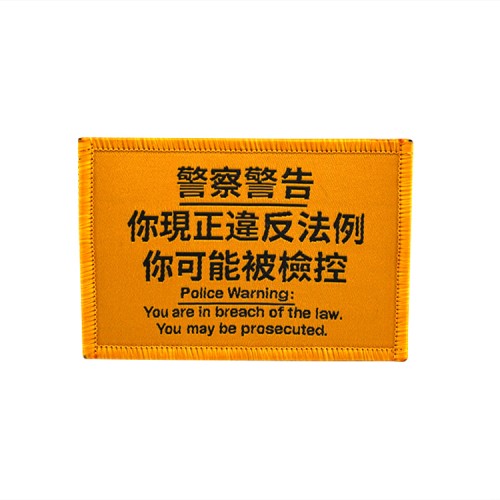 警察警告
你現正違反法例
你可能被檢控
Police Warning:
You are in breach of the law.
You may be prosecuted.